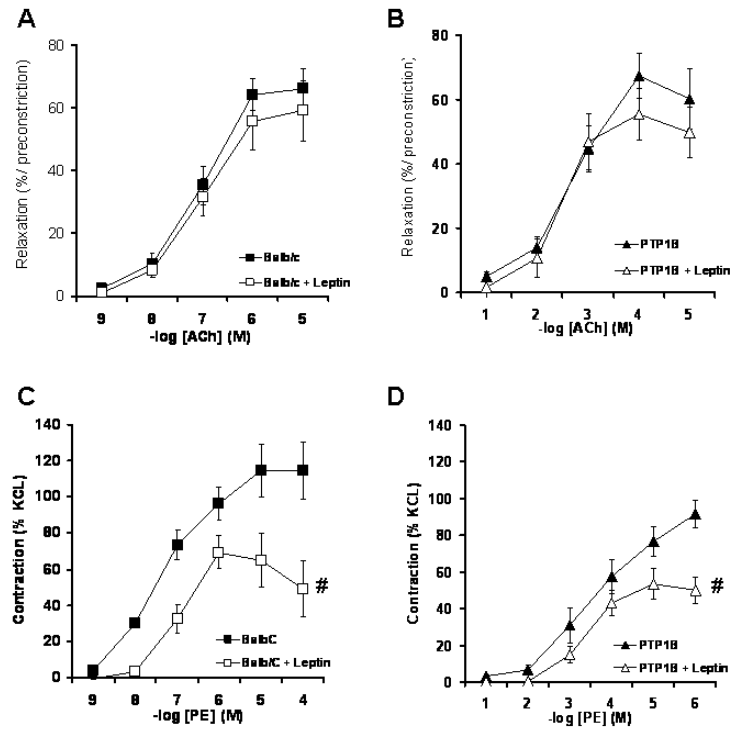 A
Relaxation (%/ preconstriction)
80
60
40
20
0
9 8 7 6 5
-log [ACh] (M)
Balb/c
Balb/c + Leptin
B
Relaxation (%/ preconstriction)
80
60
40
20
0
1 2 3 4 5
-log [ACh] (M)
PTP1B
PTP1B + Leptin
C
Contraction (% KCL)
140
120
100
80
60
40
20
0
9 8 7 6 5 4
-log [PE] (M)
#
BalbC
Balb/C + Leptin
D
Contraction (% KCL)
140
120
100
80
60
40
20
0
1 2 3 4 5 6
-log [PE] (M)
#
PTP1B
PTP1B + Leptin